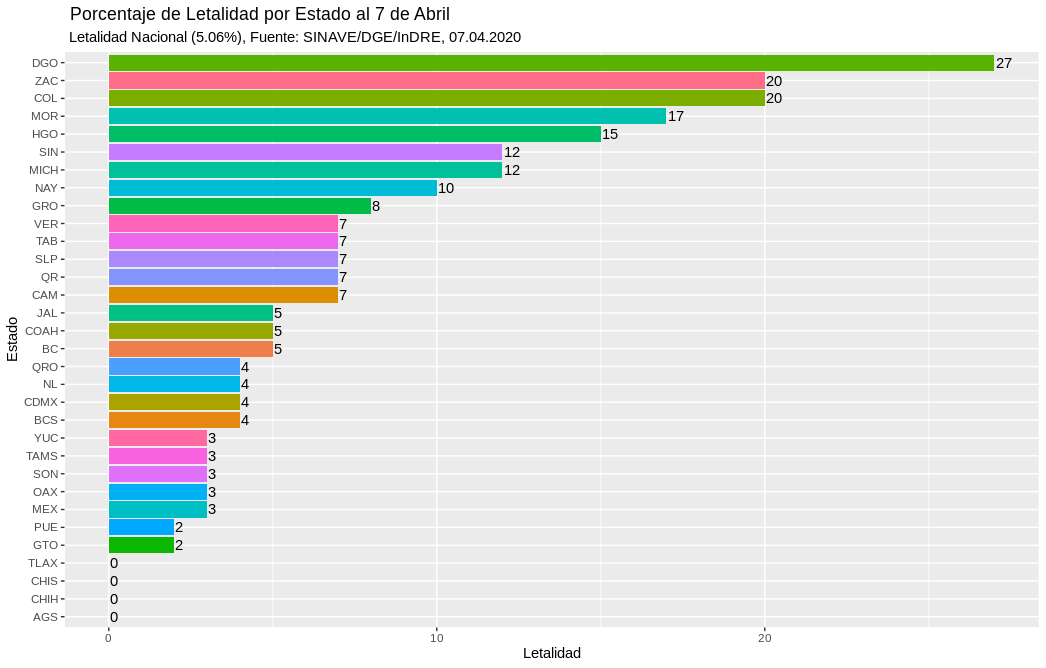 Porcentaje de Letalidad por Estado al 7 de Abril
Letalidad Nacional (5.06%), Fuente: SINAVE/DGE/InDRE, 07.04.2020
Estado
DGO 27
ZAC 20
COL 20
MOR 17
HGO 15
SIN 12
MICH 12
NAY 10
GRO 8
VER 7
TAB 7
SLP 7
QR 7
CAM 7
JAL 5
COAH 5
BC 5
QRO 4
NL 4
CDMX 4
BCS 4
YUC 3
TAMS 3
SON 3
OAX 3
MEX 3
PUE 2
GTO 2
TLAX 0
CHIS 0
CHIH 0
AGS 0
0 10 20
Letalidad